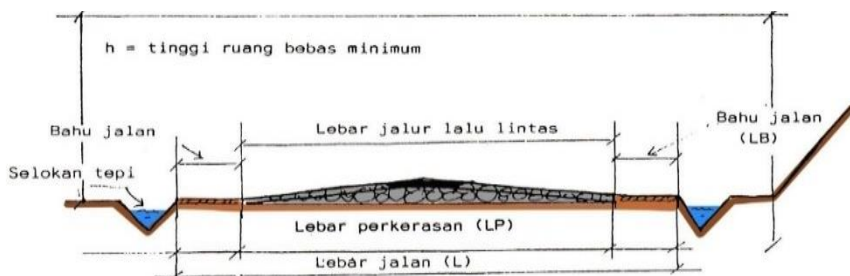 h = tinggi ruang bebas minimum
Bahu jalan
Lebar jalur lalu lintas
Bahu jalan
(LB)
Selokan tepi
Lebar perkerasan (LP)
Lebar jalan (L)